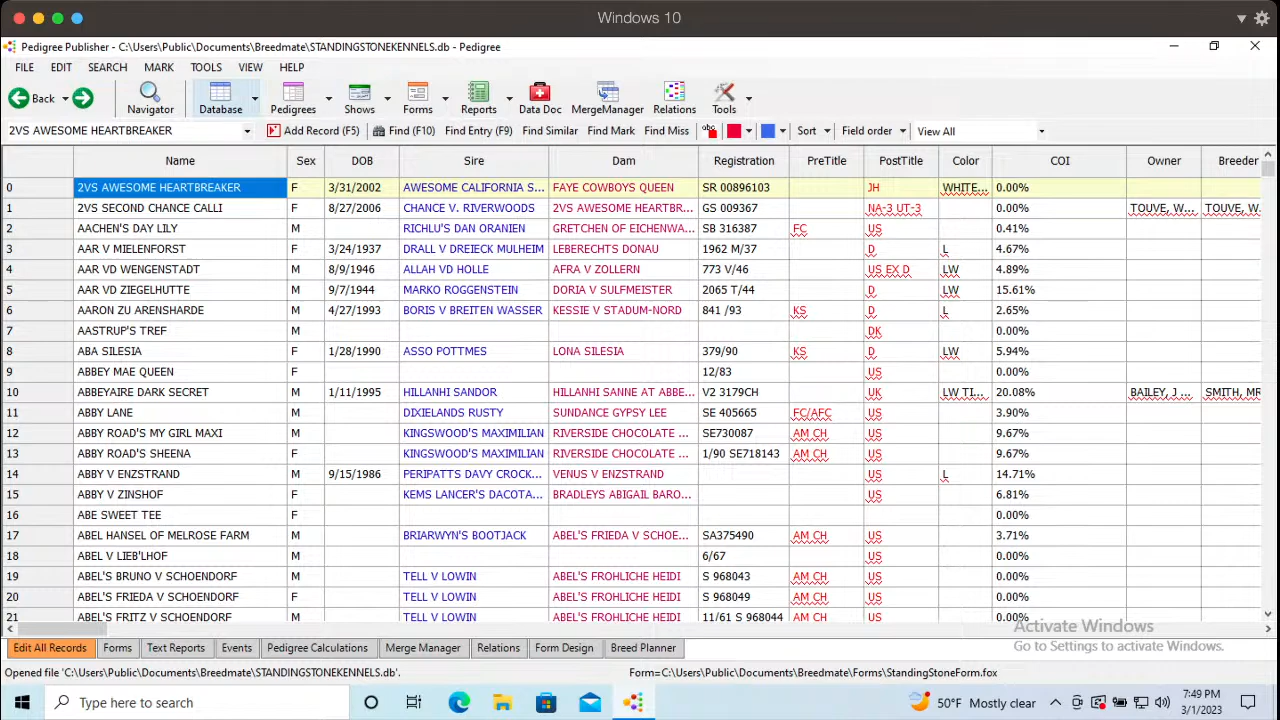 Windows 10
Pedigree Publisher - C:\Users\Public\Documents\Breedmate\STANDINGSTONEKENNELS.db - Pedigree
FILE EDIT SEARCH MARK TOOLS VIEW HELP
Back Navigator Database Pedigrees Shows Forms Reports Data Doc MergeManager Relations Tools
2VS AWESOME HEARTBREAKER Add Record (F5) Find (F10) Find Entry (F9) Find Similar Find Mark Find Miss abc Sort Field order View All
Name Sex DOB Sire Dam Registration PreTitle PostTitle Color COI Owner Breeder
0 2VS AWESOME HEARTBREAKER F 3/31/2002 AWESOME CALIFORNIA S... FAYE COWBOYS QUEEN SR 00896103 JH WHITE... 0.00%
1 2VS SECOND CHANCE CALLI F 8/27/2006 CHANCE V. RIVERWOODS 2VS AWESOME HEARTBR... GS 009367 NA-3 UT-3 0.00% TOUVE, W... TOUVE, W...
2 AACHEN'S DAY LILY M RICHLU'S DAN ORANIEN GRETCHEN OF EICHENWA... SB 316387 FC US 0.41%
3 AAR V MIELENFORST F 3/24/1937 DRALL V DREIECK MULHEIM LEBERECHTS DONAU 1962 M/37 D L 4.67%
4 AAR VD WENGENSTADT M 8/9/1946 ALLAH VD HOLLE AFRA V ZOLLERN 773 V/46 US EX D LW 4.89%
5 AAR VD ZIEGELHUTTE M 9/7/1944 MARKO ROGGENSTEIN DORIA V SULFMEISTER 2065 T/44 D LW 15.61%
6 AARON ZU ARENSHARDE M 4/27/1993 BORIS V BREITEN WASSER KESSIE V STADUM-NORD 841 /93 KS D L 2.65%
7 AASTRUP'S TREF M DK 0.00%
8 ABA SILESIA F 1/28/1990 ASSO POTTMES LONA SILESIA 379/90 KS D LW 5.94%
9 ABBEY MAE QUEEN F 12/83 US 0.00%
10 ABBEYAIRE DARK SECRET M 1/11/1995 HILLANHI SANDOR HILLANHI SANNE AT ABBE... V2 3179CH UK LW TI... 20.08% BAILEY, J ... SMITH, MR
11 ABBY LANE F DIXIELANDS RUSTY SUNDANCE GYPSY LEE SE 405665 FC/AFC US 3.90%
12 ABBY ROAD'S MY GIRL MAXI M KINGSWOOD'S MAXIMILIAN RIVERSIDE CHOCOLATE ... SE730087 AM CH US 9.67%
13 ABBY ROAD'S SHEENA F KINGSWOOD'S MAXIMILIAN RIVERSIDE CHOCOLATE ... 1/90 SE718143 AM CH US 9.67%
14 ABBY V ENZSTRAND M 9/15/1986 PERIPATTS DAVY CROCK... VENUS V ENZSTRAND US L 14.71%
15 ABBY V ZINSHOF F KEMS LANCER'S DACOTA... BRADLEYS ABIGAIL BARO... US 6.81%
16 ABE SWEET TEE F 0.00%
17 ABEL HANSEL OF MELROSE FARM M BRIARWYN'S BOOTJACK ABEL'S FRIEDA V SCHOE... SA375490 AM CH US 3.71%
18 ABEL V LIEB'LHOF M 6/67 US 0.00%
19 ABEL'S BRUNO V SCHOENDORF M TELL V LOWIN ABEL'S FROHLICHE HEIDI S 968043 AM CH US 0.00%
20 ABEL'S FRIEDA V SCHOENDORF F TELL V LOWIN ABEL'S FROHLICHE HEIDI S 968049 AM CH US 0.00%
21 ABEL'S FRITZ V SCHOENDORF M TELL V LOWIN ABEL'S FROHLICHE HEIDI 11/61 S 968044 AM CH US 0.00%
Activate Windows
Go to Settings to activate Windows.
Edit All Records Forms Text Reports Events Pedigree Calculations Merge Manager Relations Form Design Breed Planner
Opened file 'C:\Users\Public\Documents\Breedmate\STANDINGSTONEKENNELS.db'. Form=C:\Users\Public\Documents\Breedmate\Forms\StandingStoneForm.fox
Type here to search 50°F Mostly clear 7:49 PM
3/1/2023